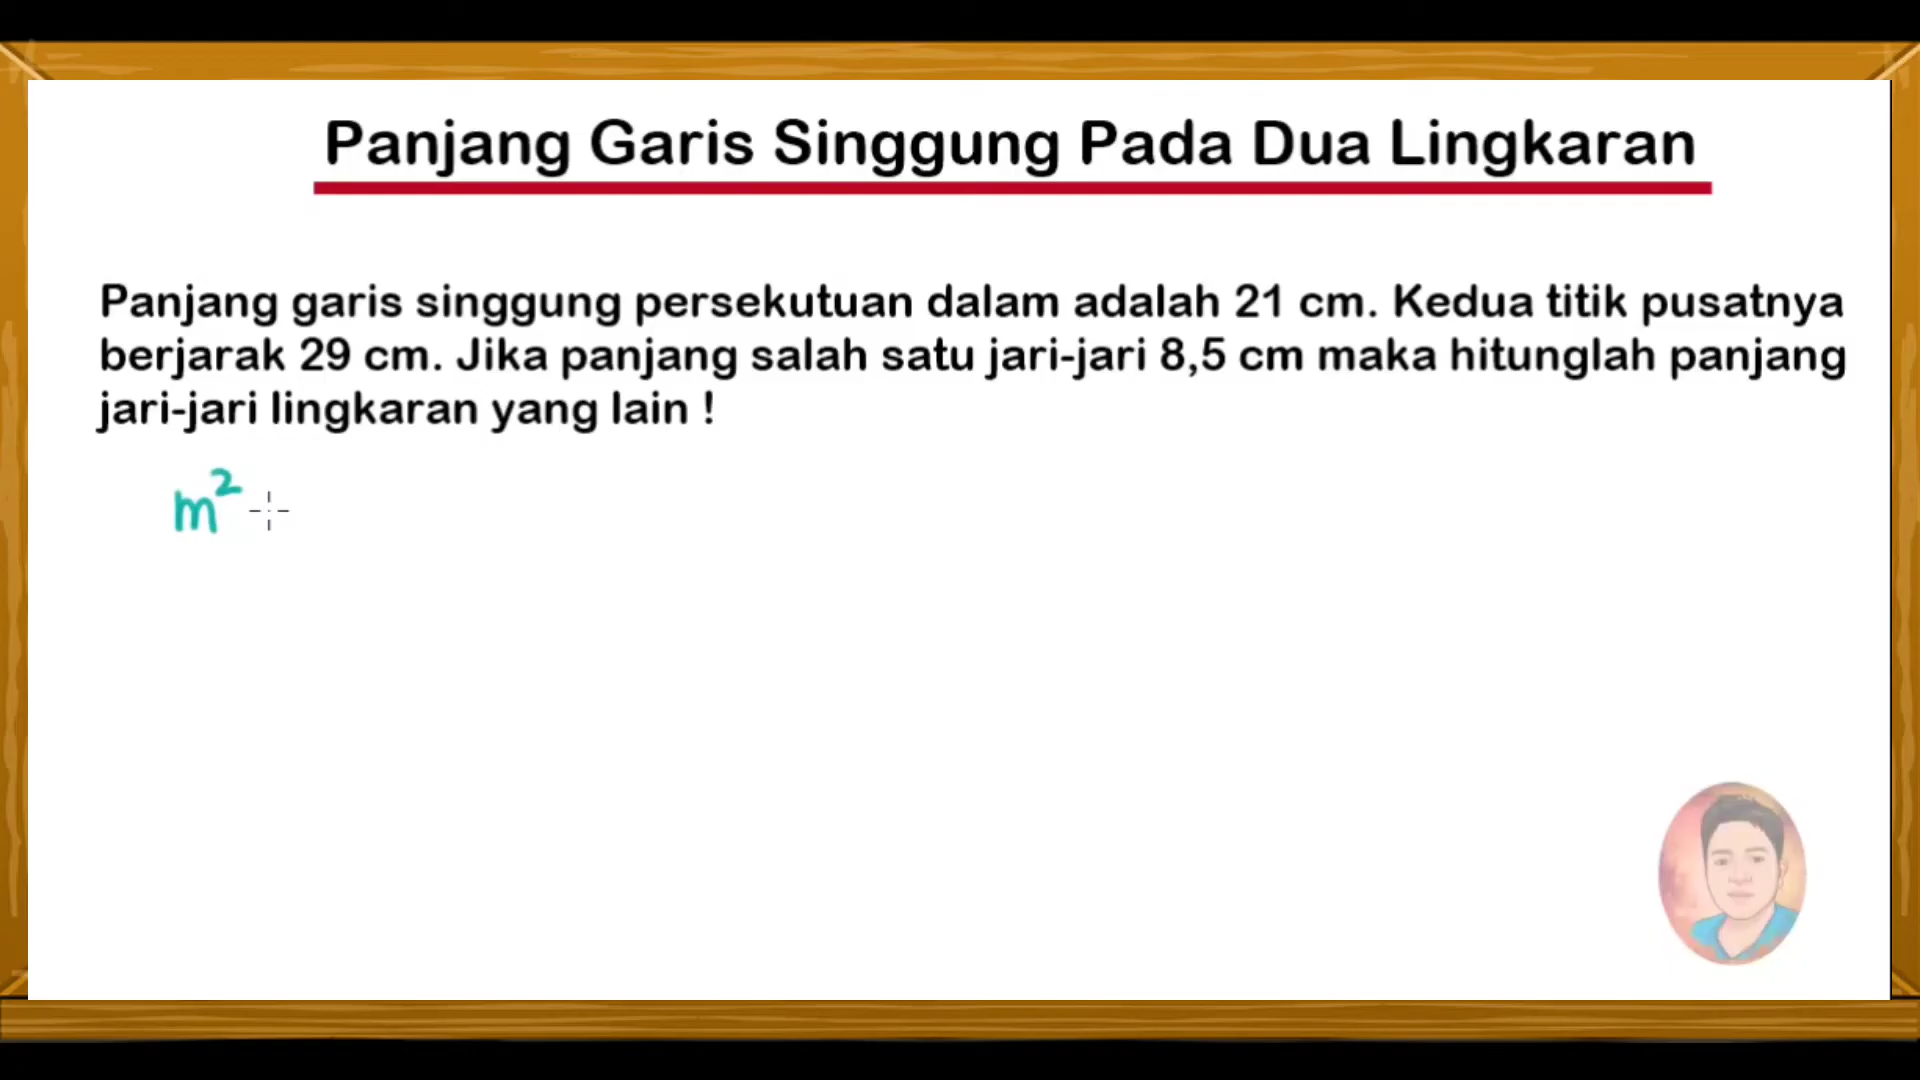 Panjang Garis Singgung Pada Dua Lingkaran
Panjang garis singgung persekutuan dalam adalah 21 cm. Kedua titik pusatnya
berjarak 29 cm. Jika panjang salah satu jari-jari 8,5 cm maka hitunglah panjang
jari-jari lingkaran yang lain !
m²